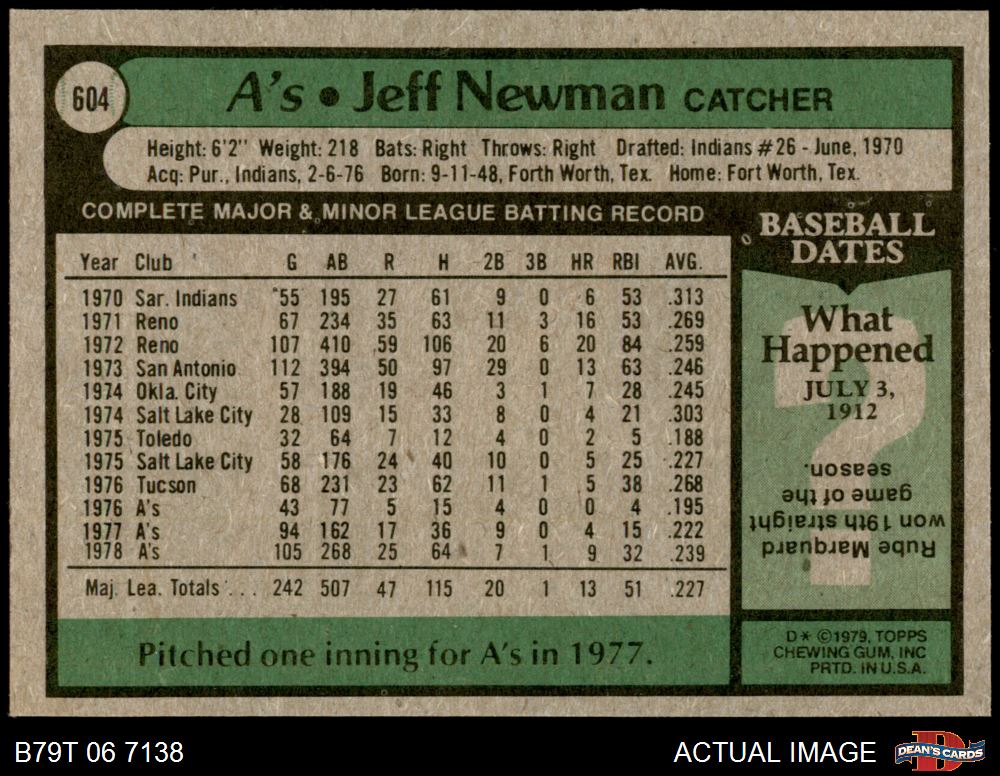 604
A's • Jeff Newman CATCHER
Height: 6'2" Weight: 218 Bats: Right Throws: Right Drafted: Indians #26 - June, 1970
Acq: Pur., Indians, 2-6-76 Born: 9-11-48, Forth Worth, Tex. Home: Fort Worth, Tex.
COMPLETE MAJOR & MINOR LEAGUE BATTING RECORD
Year Club G AB R H 2B 3B HR RBI AVG.
1970 Sar. Indians 55 195 27 61 9 0 6 53 .313
1971 Reno 67 234 35 63 11 3 16 53 .269
1972 Reno 107 410 59 106 20 6 20 84 .259
1973 San Antonio 112 394 50 97 29 0 13 63 .246
1974 Okla. City 57 188 19 46 3 1 7 28 .245
1974 Salt Lake City 28 109 15 33 8 0 4 21 .303
1975 Toledo 32 64 7 12 4 0 2 5 .188
1975 Salt Lake City 58 176 24 40 10 0 5 25 .227
1976 Tucson 68 231 23 62 11 1 5 38 .268
1976 A's 43 77 5 15 4 0 0 4 .195
1977 A's 94 162 17 36 9 0 4 15 .222
1978 A's 105 268 25 64 7 1 9 32 .239
Maj. Lea. Totals . . . 242 507 47 115 20 1 13 51 .227
Pitched one inning for A's in 1977.
BASEBALL
DATES
What
Happened
JULY 3,
1912
Rube Marquard
won 19th straight
game of the
season.
D* ©1979, TOPPS
CHEWING GUM, INC
PRTD. IN U.S.A.
B79T 06 7138
ACTUAL IMAGE
D
DEAN'S CARDS